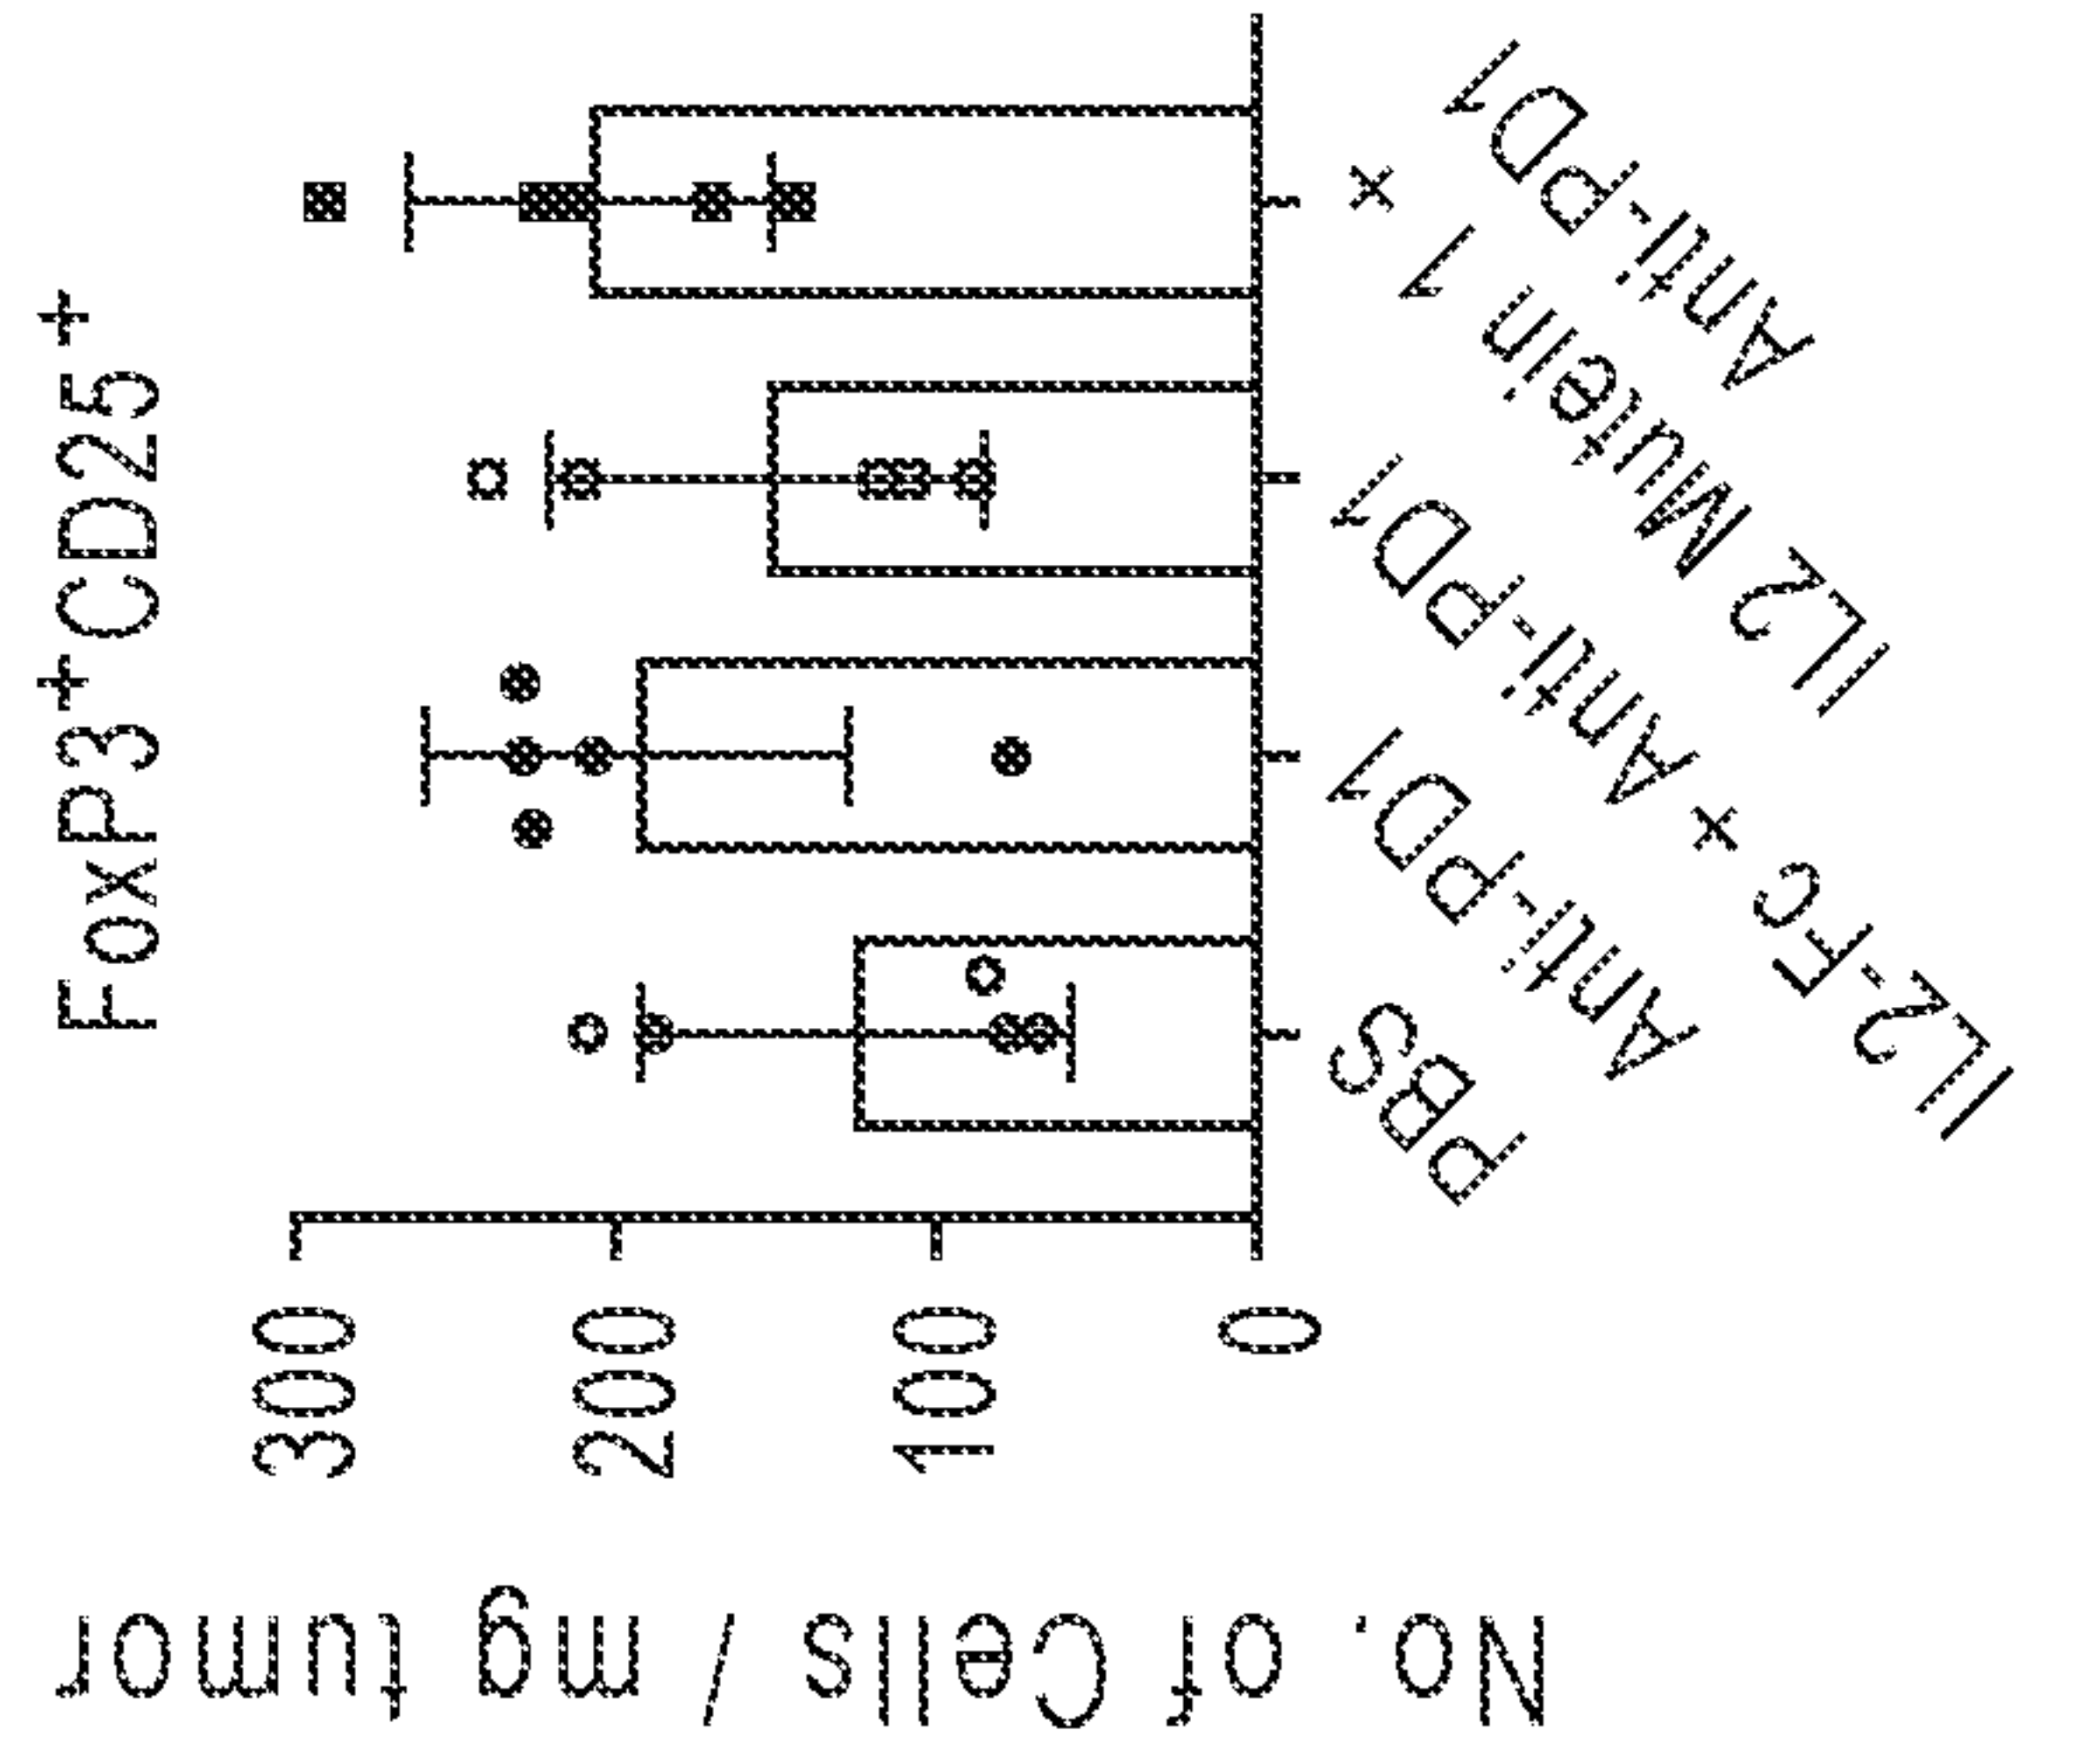 FoxP3⁺CD25⁺
No. of Cells / mg tumor
300
200
100
0
PBS
Anti-PD1
IL2-Fc + Anti-PD1
IL2 Mutein 1 +
Anti-PD1